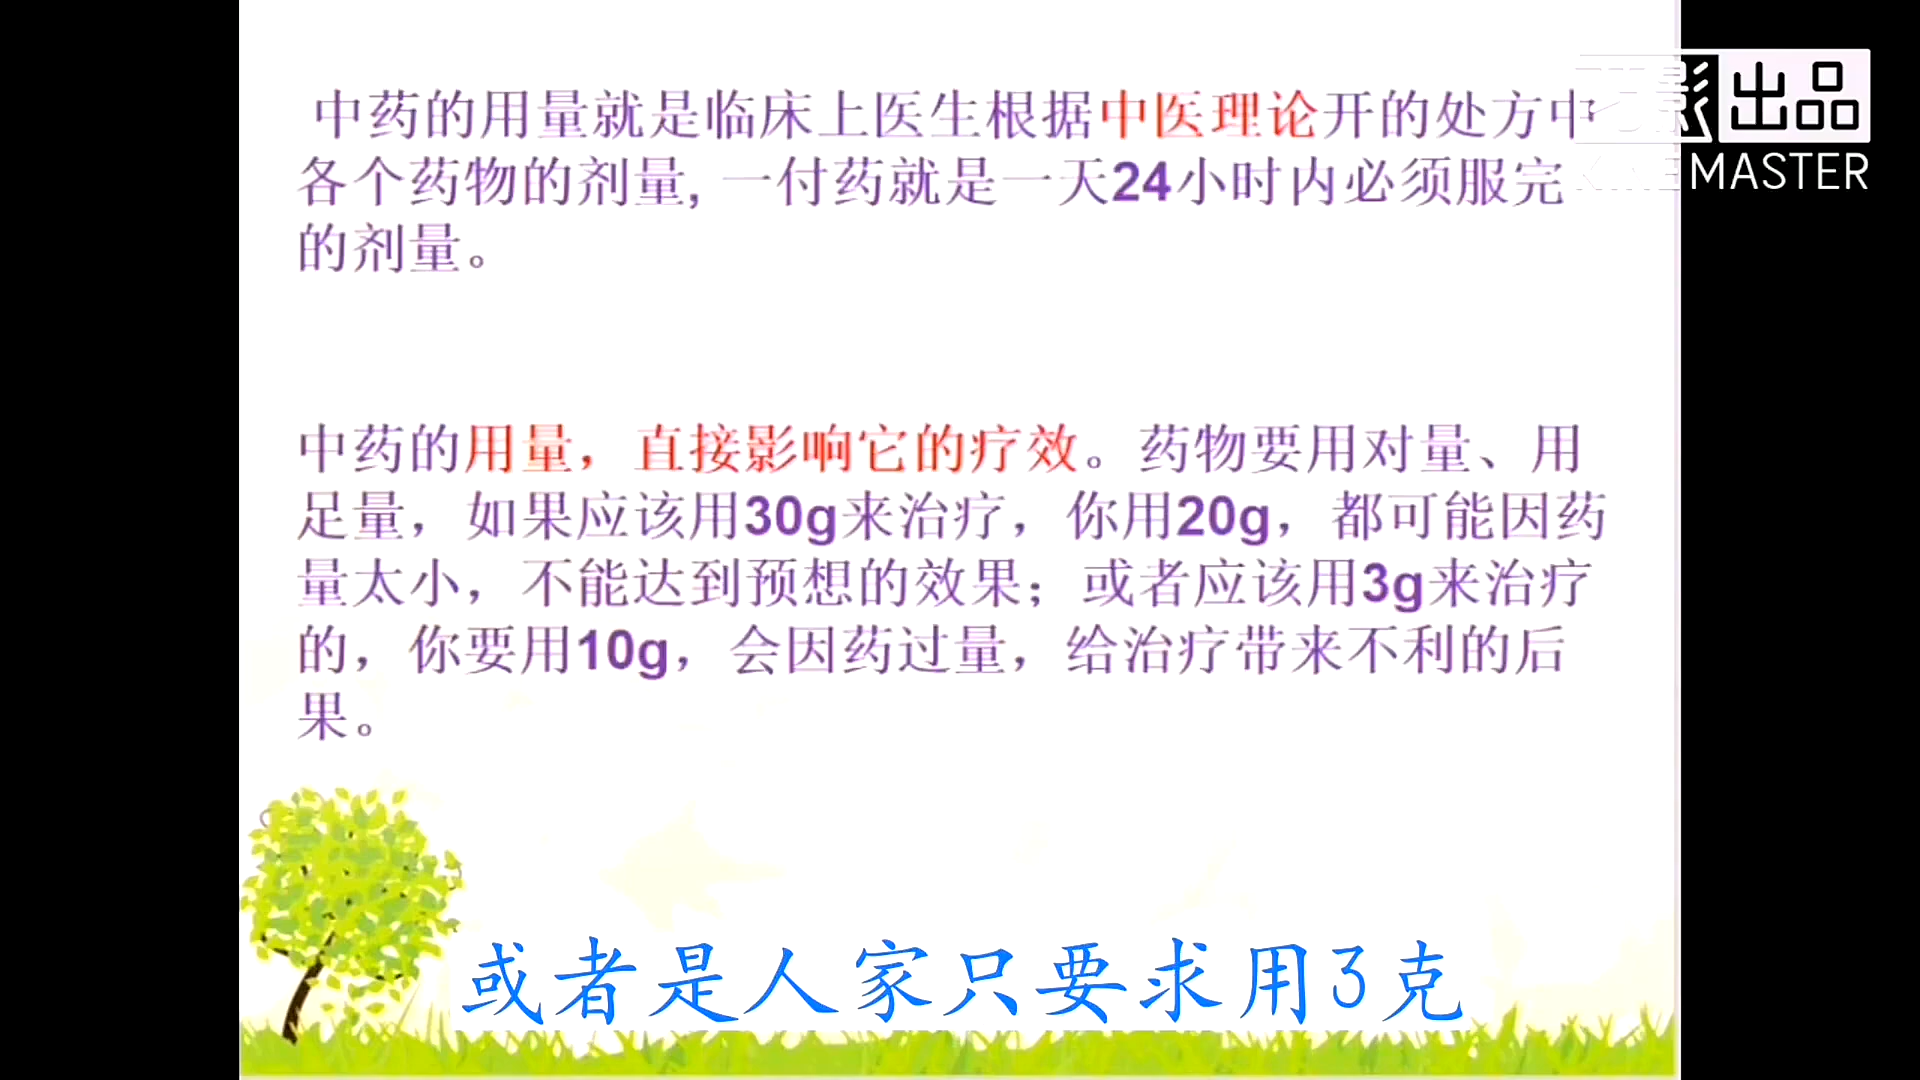 中药的用量就是临床上医生根据中医理论开的处方中
各个药物的剂量, 一付药就是一天24小时内必须服完
的剂量。
中药的用量，直接影响它的疗效。药物要用对量、用
足量，如果应该用30g来治疗，你用20g，都可能因药
量太小，不能达到预想的效果；或者应该用3g来治疗
的，你要用10g，会因药过量，给治疗带来不利的后
果。
或者是人家只要求用3克
影出品
MASTER